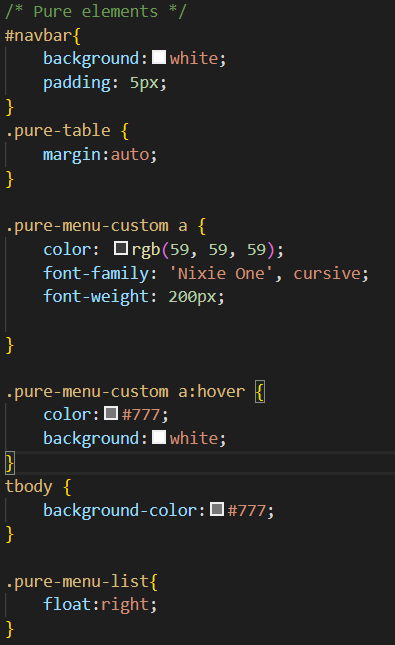 /* Pure elements */
#navbar{
    background:white;
    padding: 5px;
}
.pure-table {
    margin:auto;
}

.pure-menu-custom a {
    color: rgb(59, 59, 59);
    font-family: 'Nixie One', cursive;
    font-weight: 200px;

}

.pure-menu-custom a:hover {
    color:#777;
    background:white;
}
tbody {
    background-color:#777;
}

.pure-menu-list{
    float:right;
}